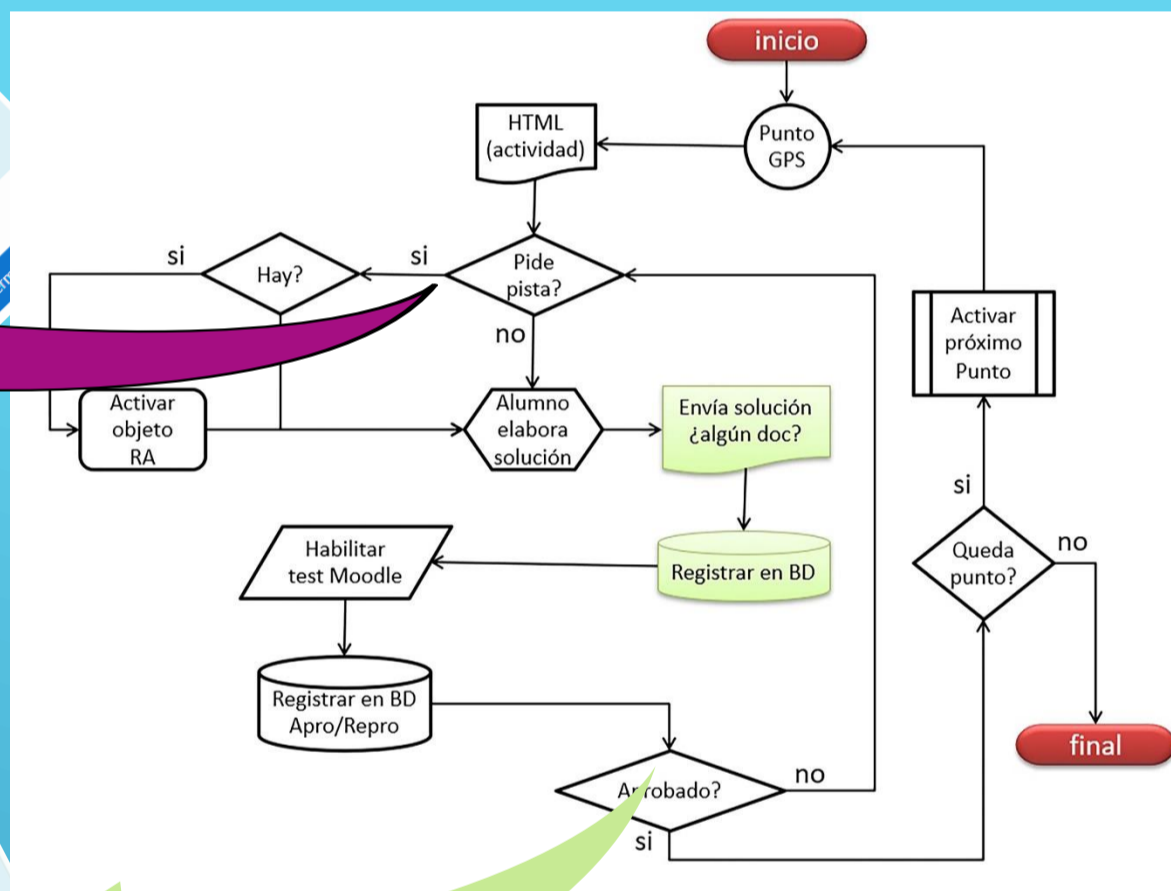 inicio
Punto
GPS
HTML
(actividad)
Pide
pista?
si
Hay?
si
no
Activar
objeto
RA
Alumno
elabora
solución
Envía solución
¿algún doc?
Registrar en BD
Habilitar
test Moodle
Registrar en BD
Apro/Repro
Aprobado?
no
si
Queda
punto?
si
no
Activar
próximo
Punto
final